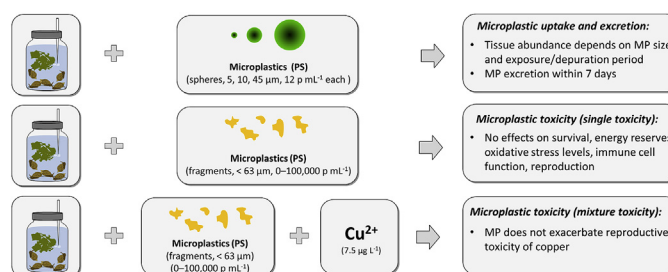 Microplastics (PS)
(spheres, 5, 10, 45 µm, 12 p mL⁻¹ each )
Microplastic uptake and excretion:
• Tissue abundance depends on MP size
and exposure/depuration period
• MP excretion within 7 days
Microplastics (PS)
(fragments, < 63 µm, 0–100,000 p mL⁻¹)
Microplastic toxicity (single toxicity):
• No effects on survival, energy reserves
oxidative stress levels, immune cell
function, reproduction
Microplastics (PS)
(fragments, < 63 µm)
(0–100,000 p mL⁻¹)
Cu²⁺
(7.5 µg L⁻¹)
Microplastic toxicity (mixture toxicity):
• MP does not exacerbate reproductive
toxicity of copper